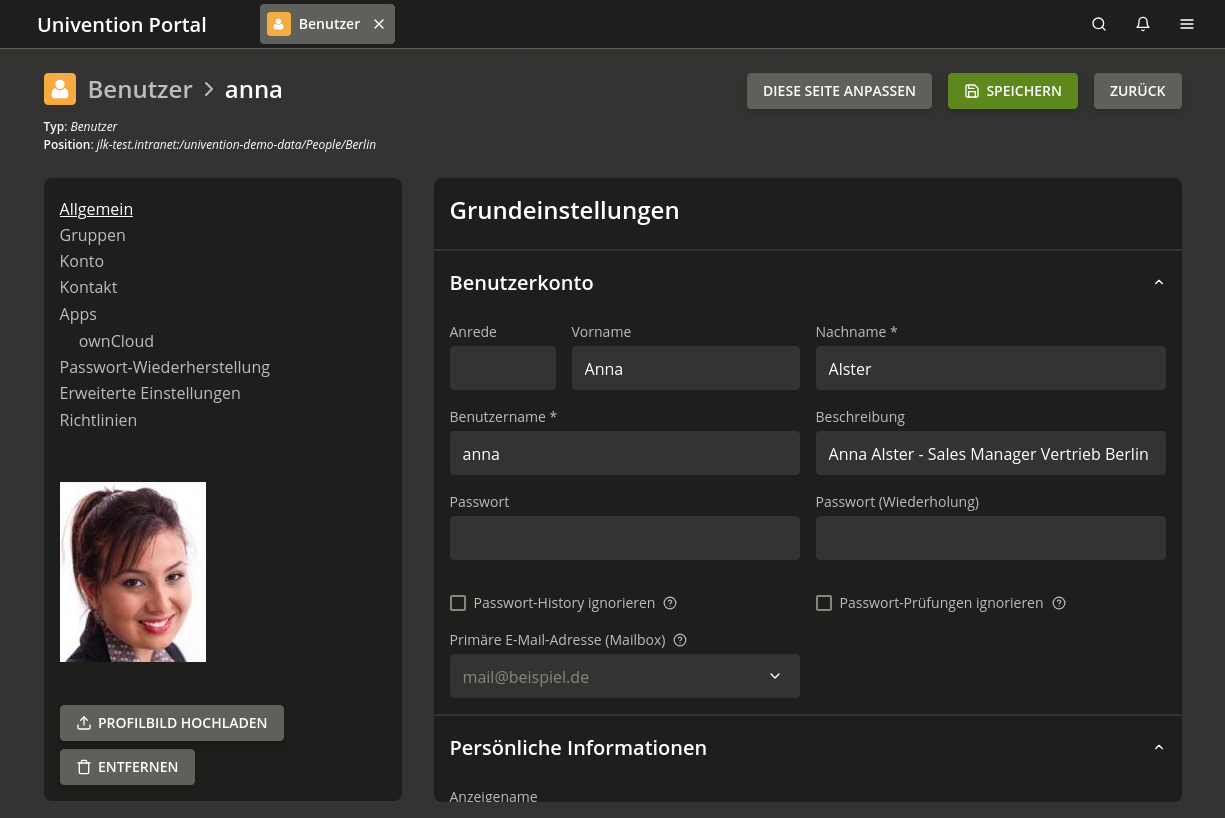 Univention Portal
Benutzer
Benutzer > anna
DIESE SEITE ANPASSEN
SPEICHERN
ZURÜCK
Typ: Benutzer
Position: jlk-test.intranet:/univention-demo-data/People/Berlin
Allgemein
Gruppen
Konto
Kontakt
Apps
ownCloud
Passwort-Wiederherstellung
Erweiterte Einstellungen
Richtlinien
PROFILBILD HOCHLADEN
ENTFERNEN
Grundeinstellungen
Benutzerkonto
Anrede
Vorname
Nachname *
Anna
Alster
Benutzername *
Beschreibung
anna
Anna Alster - Sales Manager Vertrieb Berlin
Passwort
Passwort (Wiederholung)
Passwort-History ignorieren
Passwort-Prüfungen ignorieren
Primäre E-Mail-Adresse (Mailbox)
mail@beispiel.de
Persönliche Informationen
Anzeigename